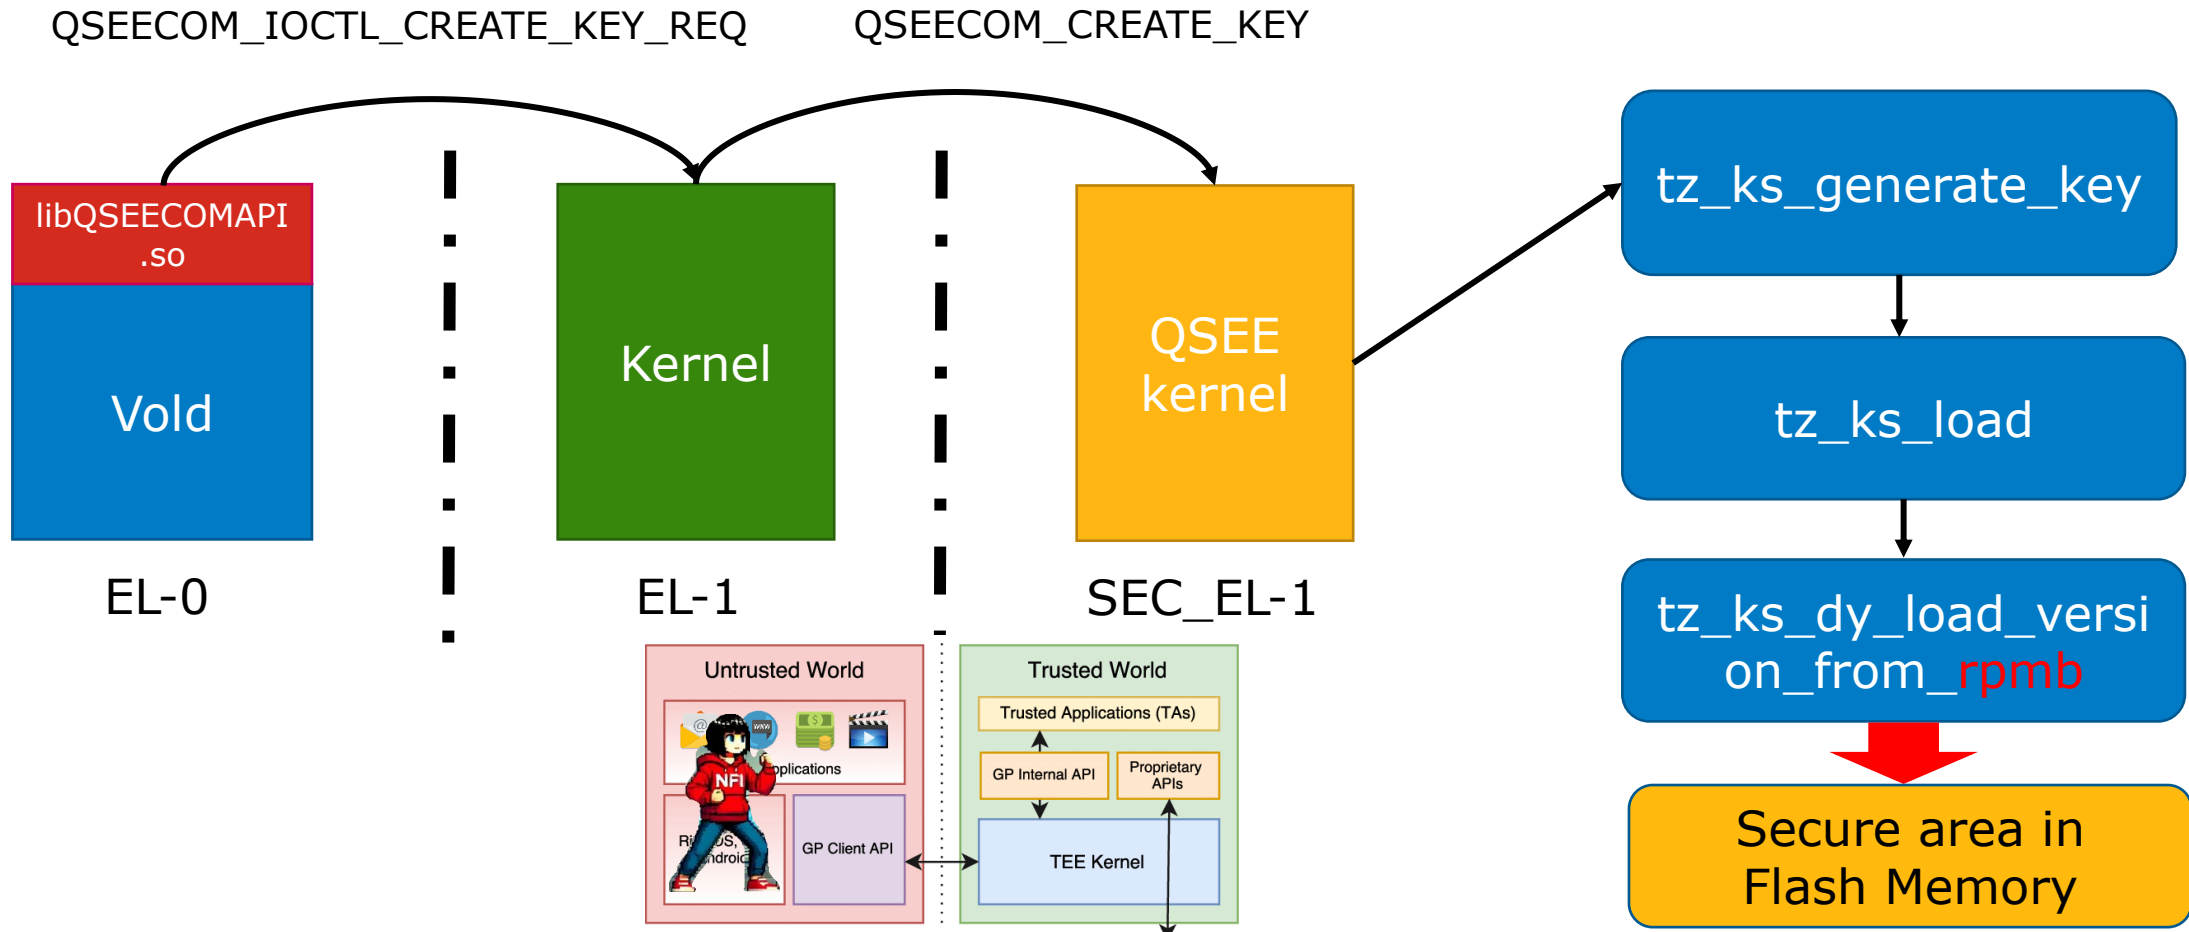 QSEECOM_IOCTL_CREATE_KEY_REQ
QSEECOM_CREATE_KEY
libQSEECOMAPI
.so
Vold
EL-0
Kernel
EL-1
QSEE
kernel
SEC_EL-1
tz_ks_generate_key
tz_ks_load
tz_ks_dy_load_versi
on_from_rpmb
Secure area in
Flash Memory
Untrusted World
@
www
$
pplications
NFI
GP Client API
Trusted World
Trusted Applications (TAs)
GP Internal API
Proprietary
APIs
TEE Kernel